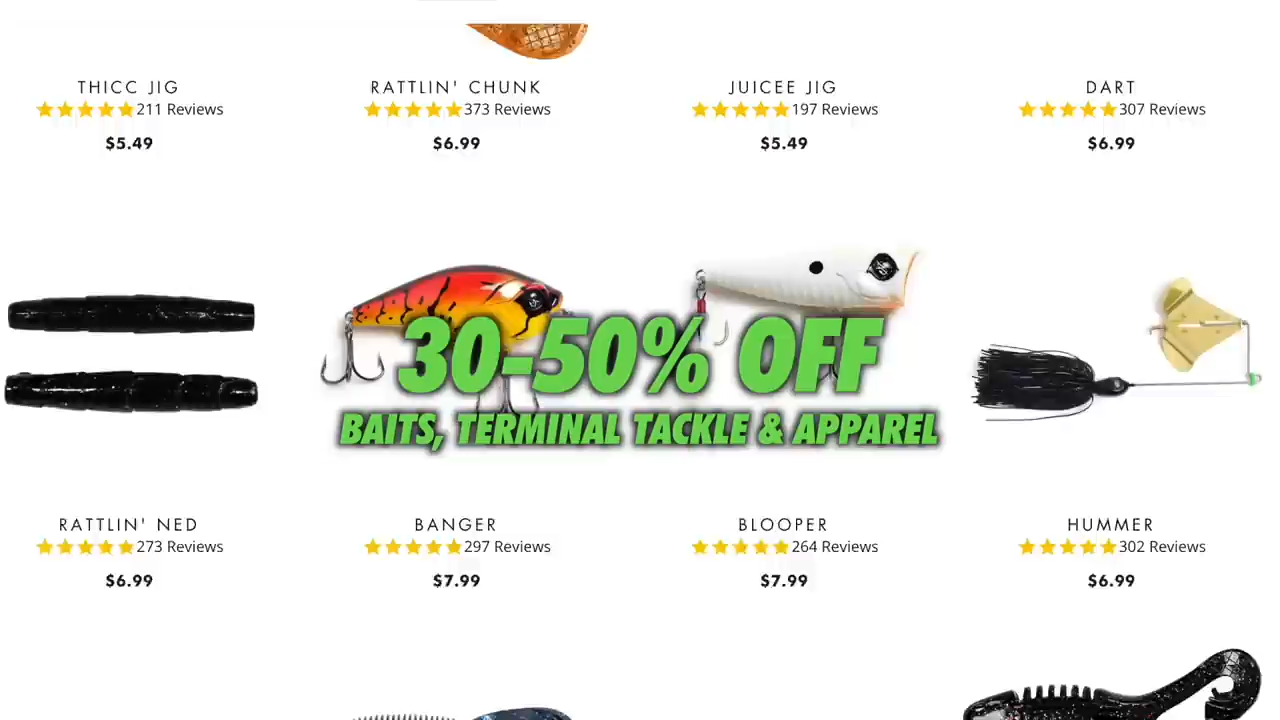 THICC JIG
211 Reviews
$5.49
RATTLIN' CHUNK
373 Reviews
$6.99
JUICEE JIG
197 Reviews
$5.49
DART
307 Reviews
$6.99
30-50% OFF
BAITS, TERMINAL TACKLE & APPAREL
RATTLIN' NED
273 Reviews
$6.99
BANGER
297 Reviews
$7.99
BLOOPER
264 Reviews
$7.99
HUMMER
302 Reviews
$6.99